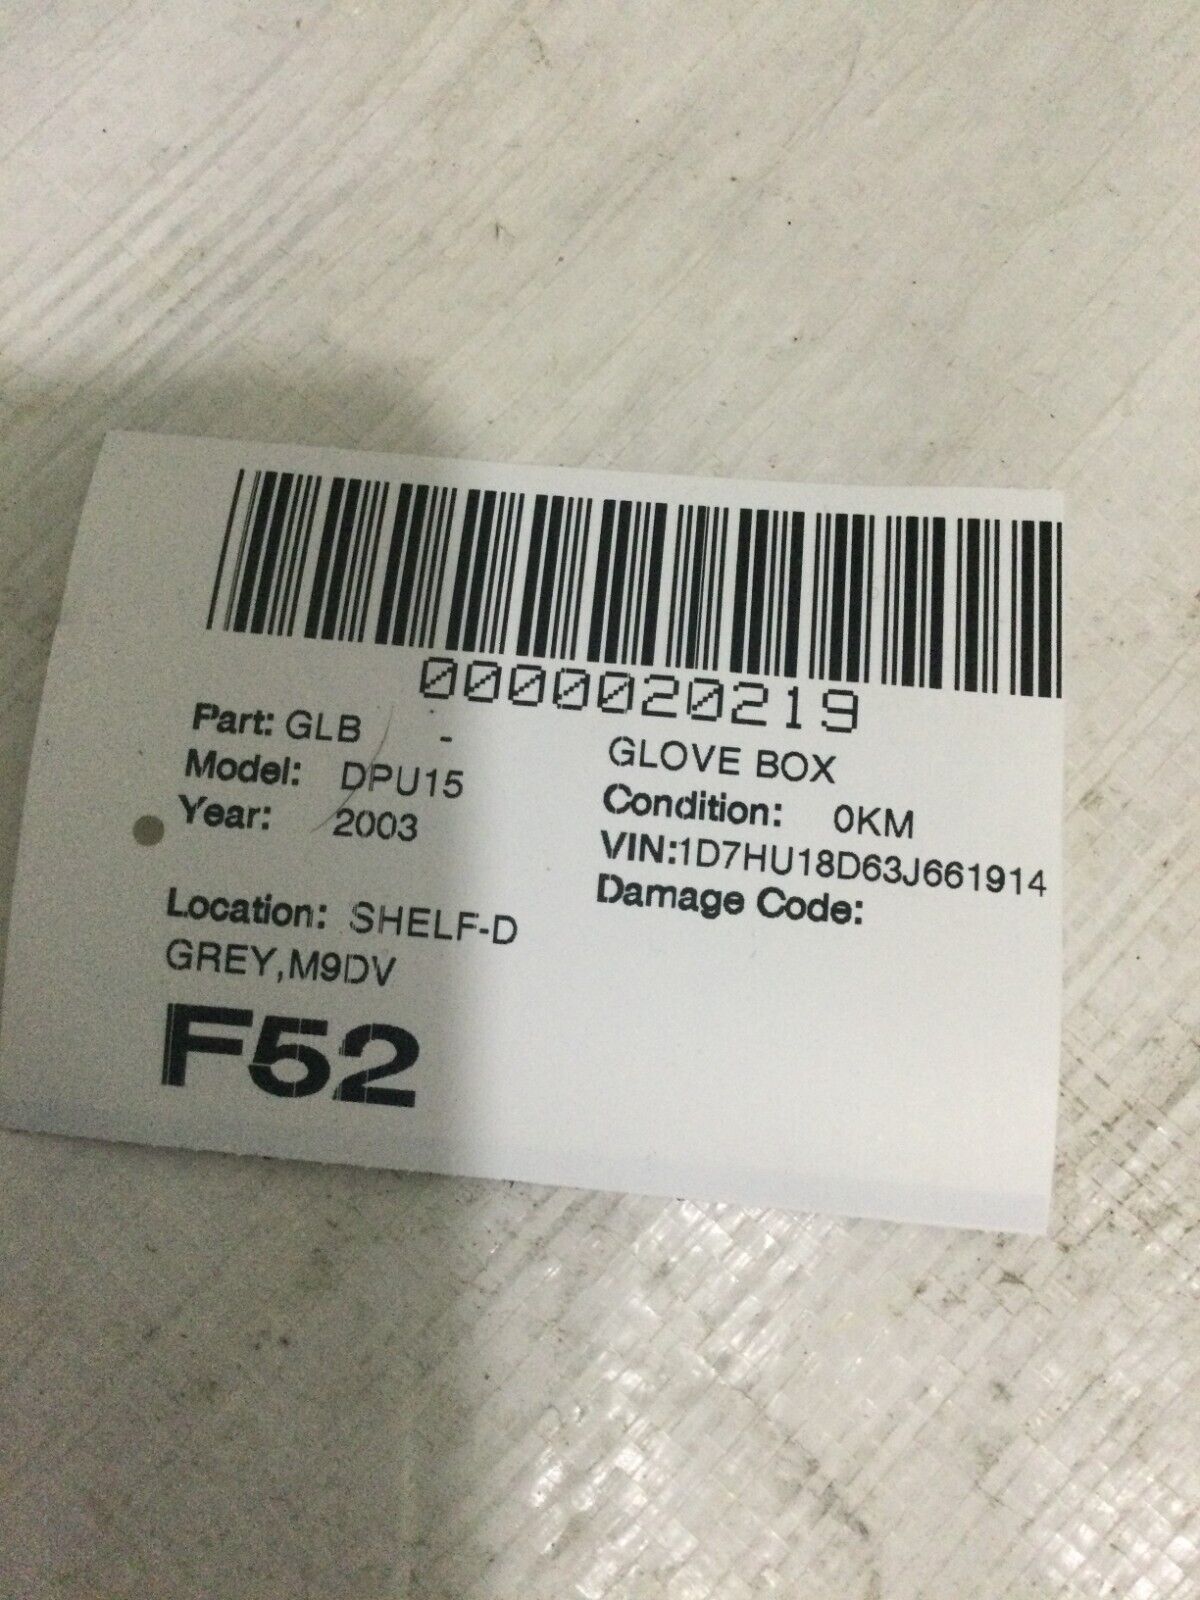 0000020219
Part: GLB - GLOVE BOX
Model: DPU15 Condition: 0KM
Year: 2003 VIN:1D7HU18D63J661914
Damage Code:
Location: SHELF-D
GREY,M9DV
F52